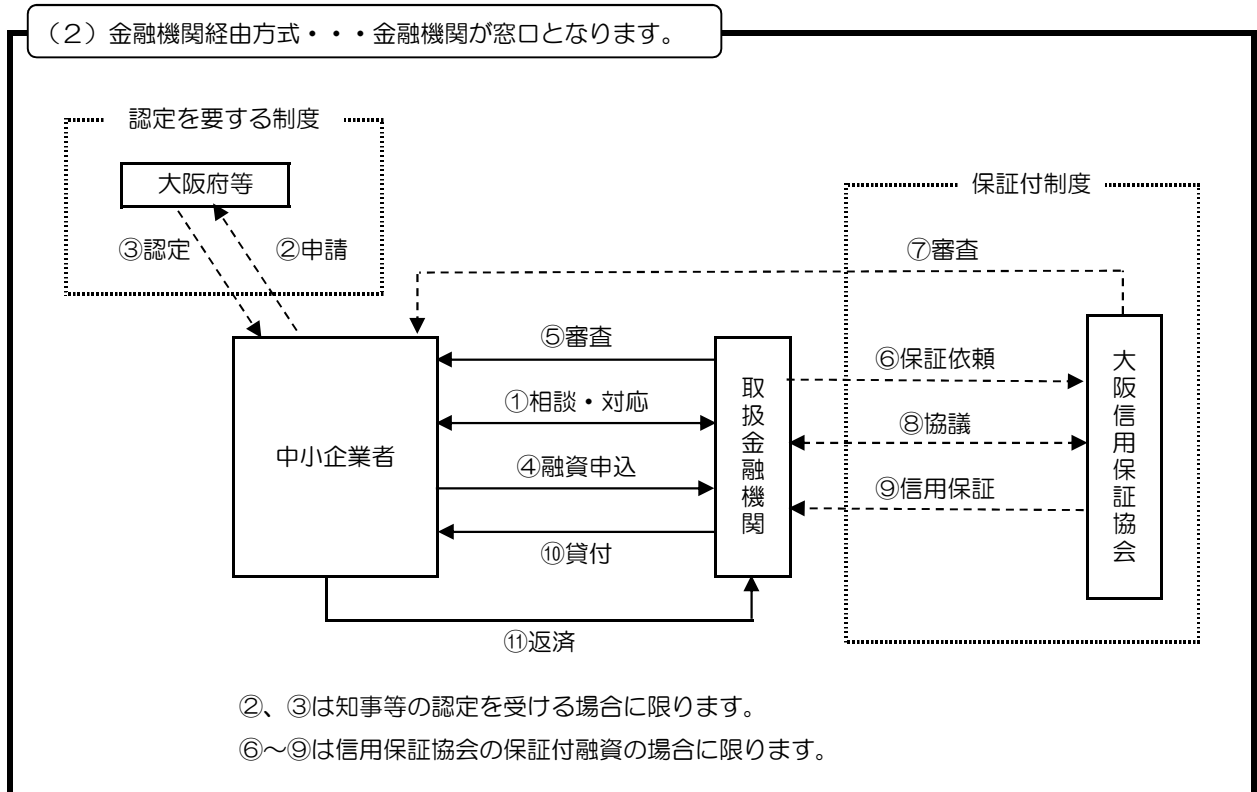 （２）金融機関経由方式・・・金融機関が窓口となります。
認定を要する制度
大阪府等
保証付制度
③認定
②申請
⑦審査
⑤審査
⑥保証依頼
①相談・対応
⑧協議
中小企業者
④融資申込
取扱金融機関
大阪信用保証協会
⑨信用保証
⑩貸付
⑪返済
②、③は知事等の認定を受ける場合に限ります。
⑥～⑨は信用保証協会の保証付融資の場合に限ります。